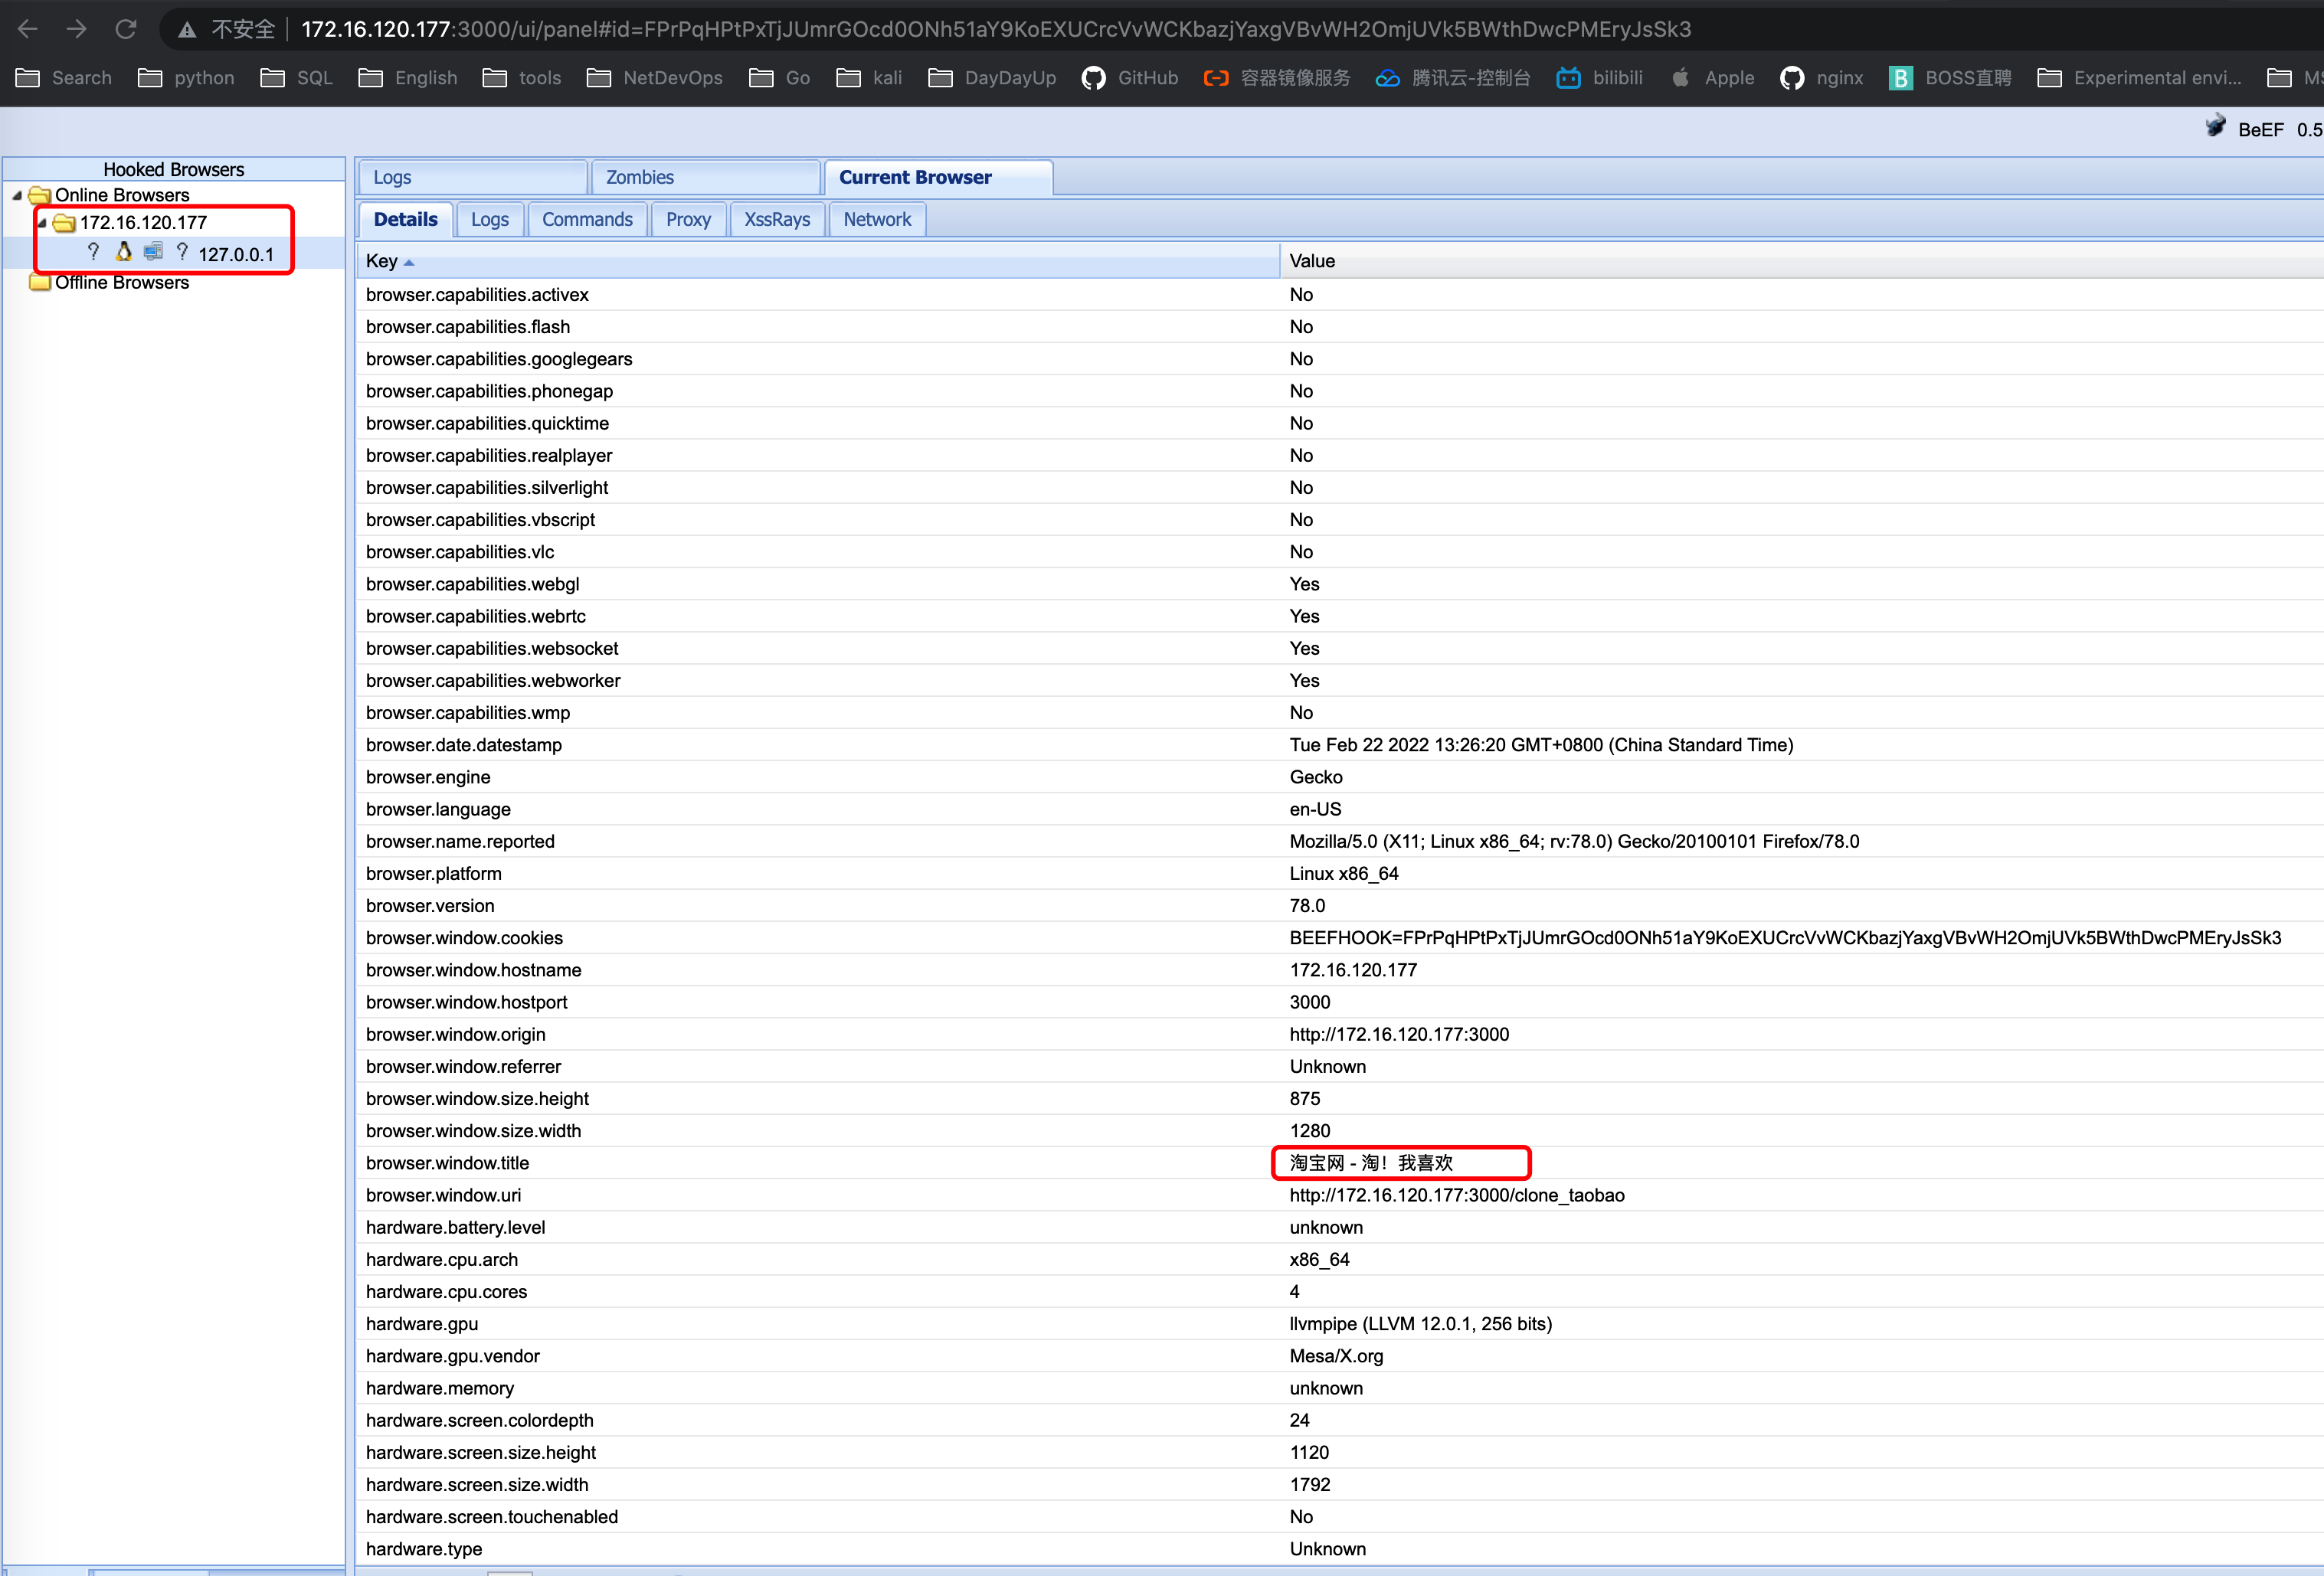 不安全 172.16.120.177:3000/ui/panel#id=FPrPqHPtPxTjJUmrGOcd0ONh51aY9KoEXUCrcVvWCKbazjYaxgVBvWH2OmjUVk5BWthDwcPMEryJsSk3
Search python SQL English tools NetDevOps Go kali DayDayUp GitHub 容器镜像服务 腾讯云-控制台 bilibili Apple nginx BOSS直聘 Experimental envi...
BeEF 0.5
Hooked Browsers
Online Browsers
172.16.120.177
? ? 127.0.0.1
Offline Browsers
Logs Zombies Current Browser
Details Logs Commands Proxy XssRays Network
Key Value
browser.capabilities.activex No
browser.capabilities.flash No
browser.capabilities.googlegears No
browser.capabilities.phonegap No
browser.capabilities.quicktime No
browser.capabilities.realplayer No
browser.capabilities.silverlight No
browser.capabilities.vbscript No
browser.capabilities.vlc No
browser.capabilities.webgl Yes
browser.capabilities.webrtc Yes
browser.capabilities.websocket Yes
browser.capabilities.webworker Yes
browser.capabilities.wmp No
browser.date.datestamp Tue Feb 22 2022 13:26:20 GMT+0800 (China Standard Time)
browser.engine Gecko
browser.language en-US
browser.name.reported Mozilla/5.0 (X11; Linux x86_64; rv:78.0) Gecko/20100101 Firefox/78.0
browser.platform Linux x86_64
browser.version 78.0
browser.window.cookies BEEFHOOK=FPrPqHPtPxTjJUmrGOcd0ONh51aY9KoEXUCrcVvWCKbazjYaxgVBvWH2OmjUVk5BWthDwcPMEryJsSk3
browser.window.hostname 172.16.120.177
browser.window.hostport 3000
browser.window.origin http://172.16.120.177:3000
browser.window.referrer Unknown
browser.window.size.height 875
browser.window.size.width 1280
browser.window.title 淘宝网 - 淘！我喜欢
browser.window.uri http://172.16.120.177:3000/clone_taobao
hardware.battery.level unknown
hardware.cpu.arch x86_64
hardware.cpu.cores 4
hardware.gpu llvmpipe (LLVM 12.0.1, 256 bits)
hardware.gpu.vendor Mesa/X.org
hardware.memory unknown
hardware.screen.colordepth 24
hardware.screen.size.height 1120
hardware.screen.size.width 1792
hardware.screen.touchenabled No
hardware.type Unknown